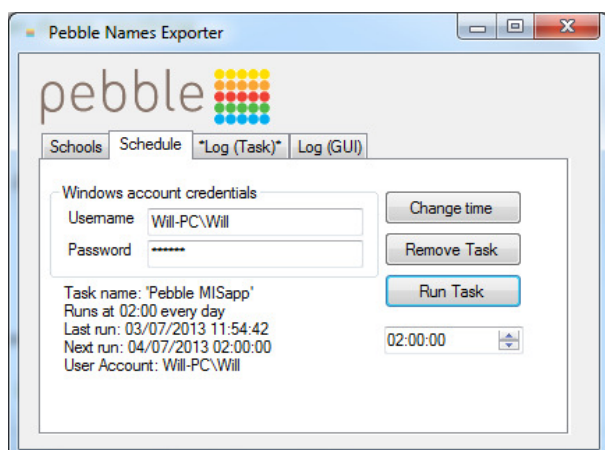 Pebble Names Exporter
pebble
Schools Schedule *Log (Task)* Log (GUI)
Windows account credentials
Username Will-PC\Will
Password ••••••
Change time
Remove Task
Run Task
02:00:00
Task name: 'Pebble MISapp'
Runs at 02:00 every day
Last run: 03/07/2013 11:54:42
Next run: 04/07/2013 02:00:00
User Account: Will-PC\Will